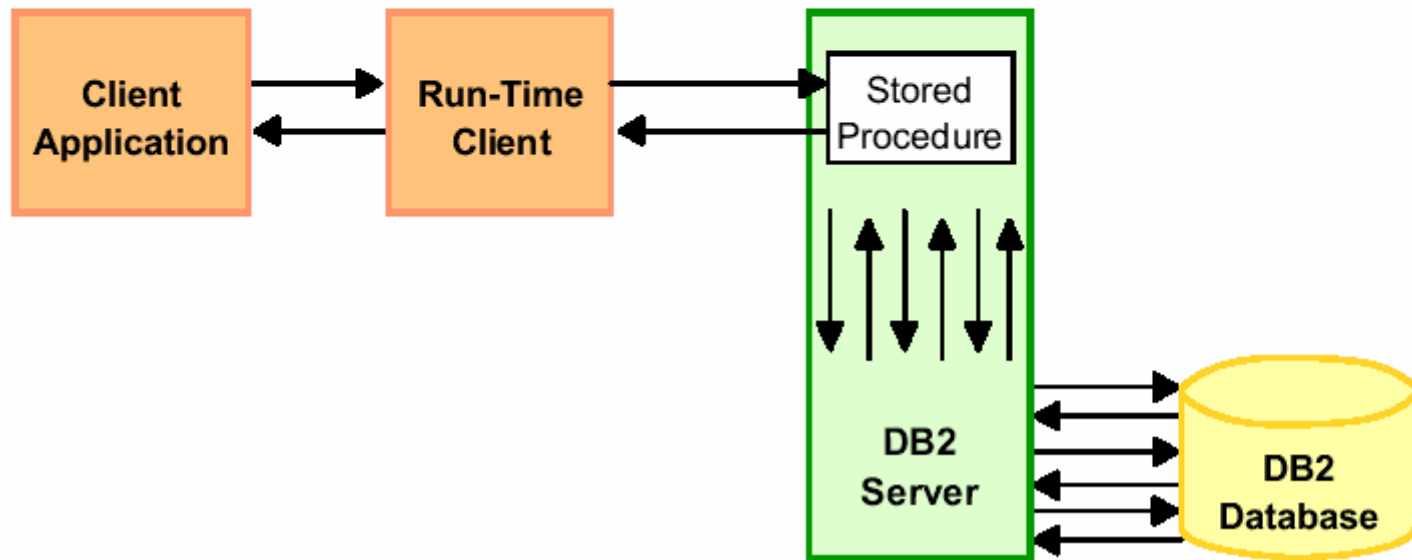 Client
Application
Run-Time
Client
Stored
Procedure
DB2
Server
DB2
Database